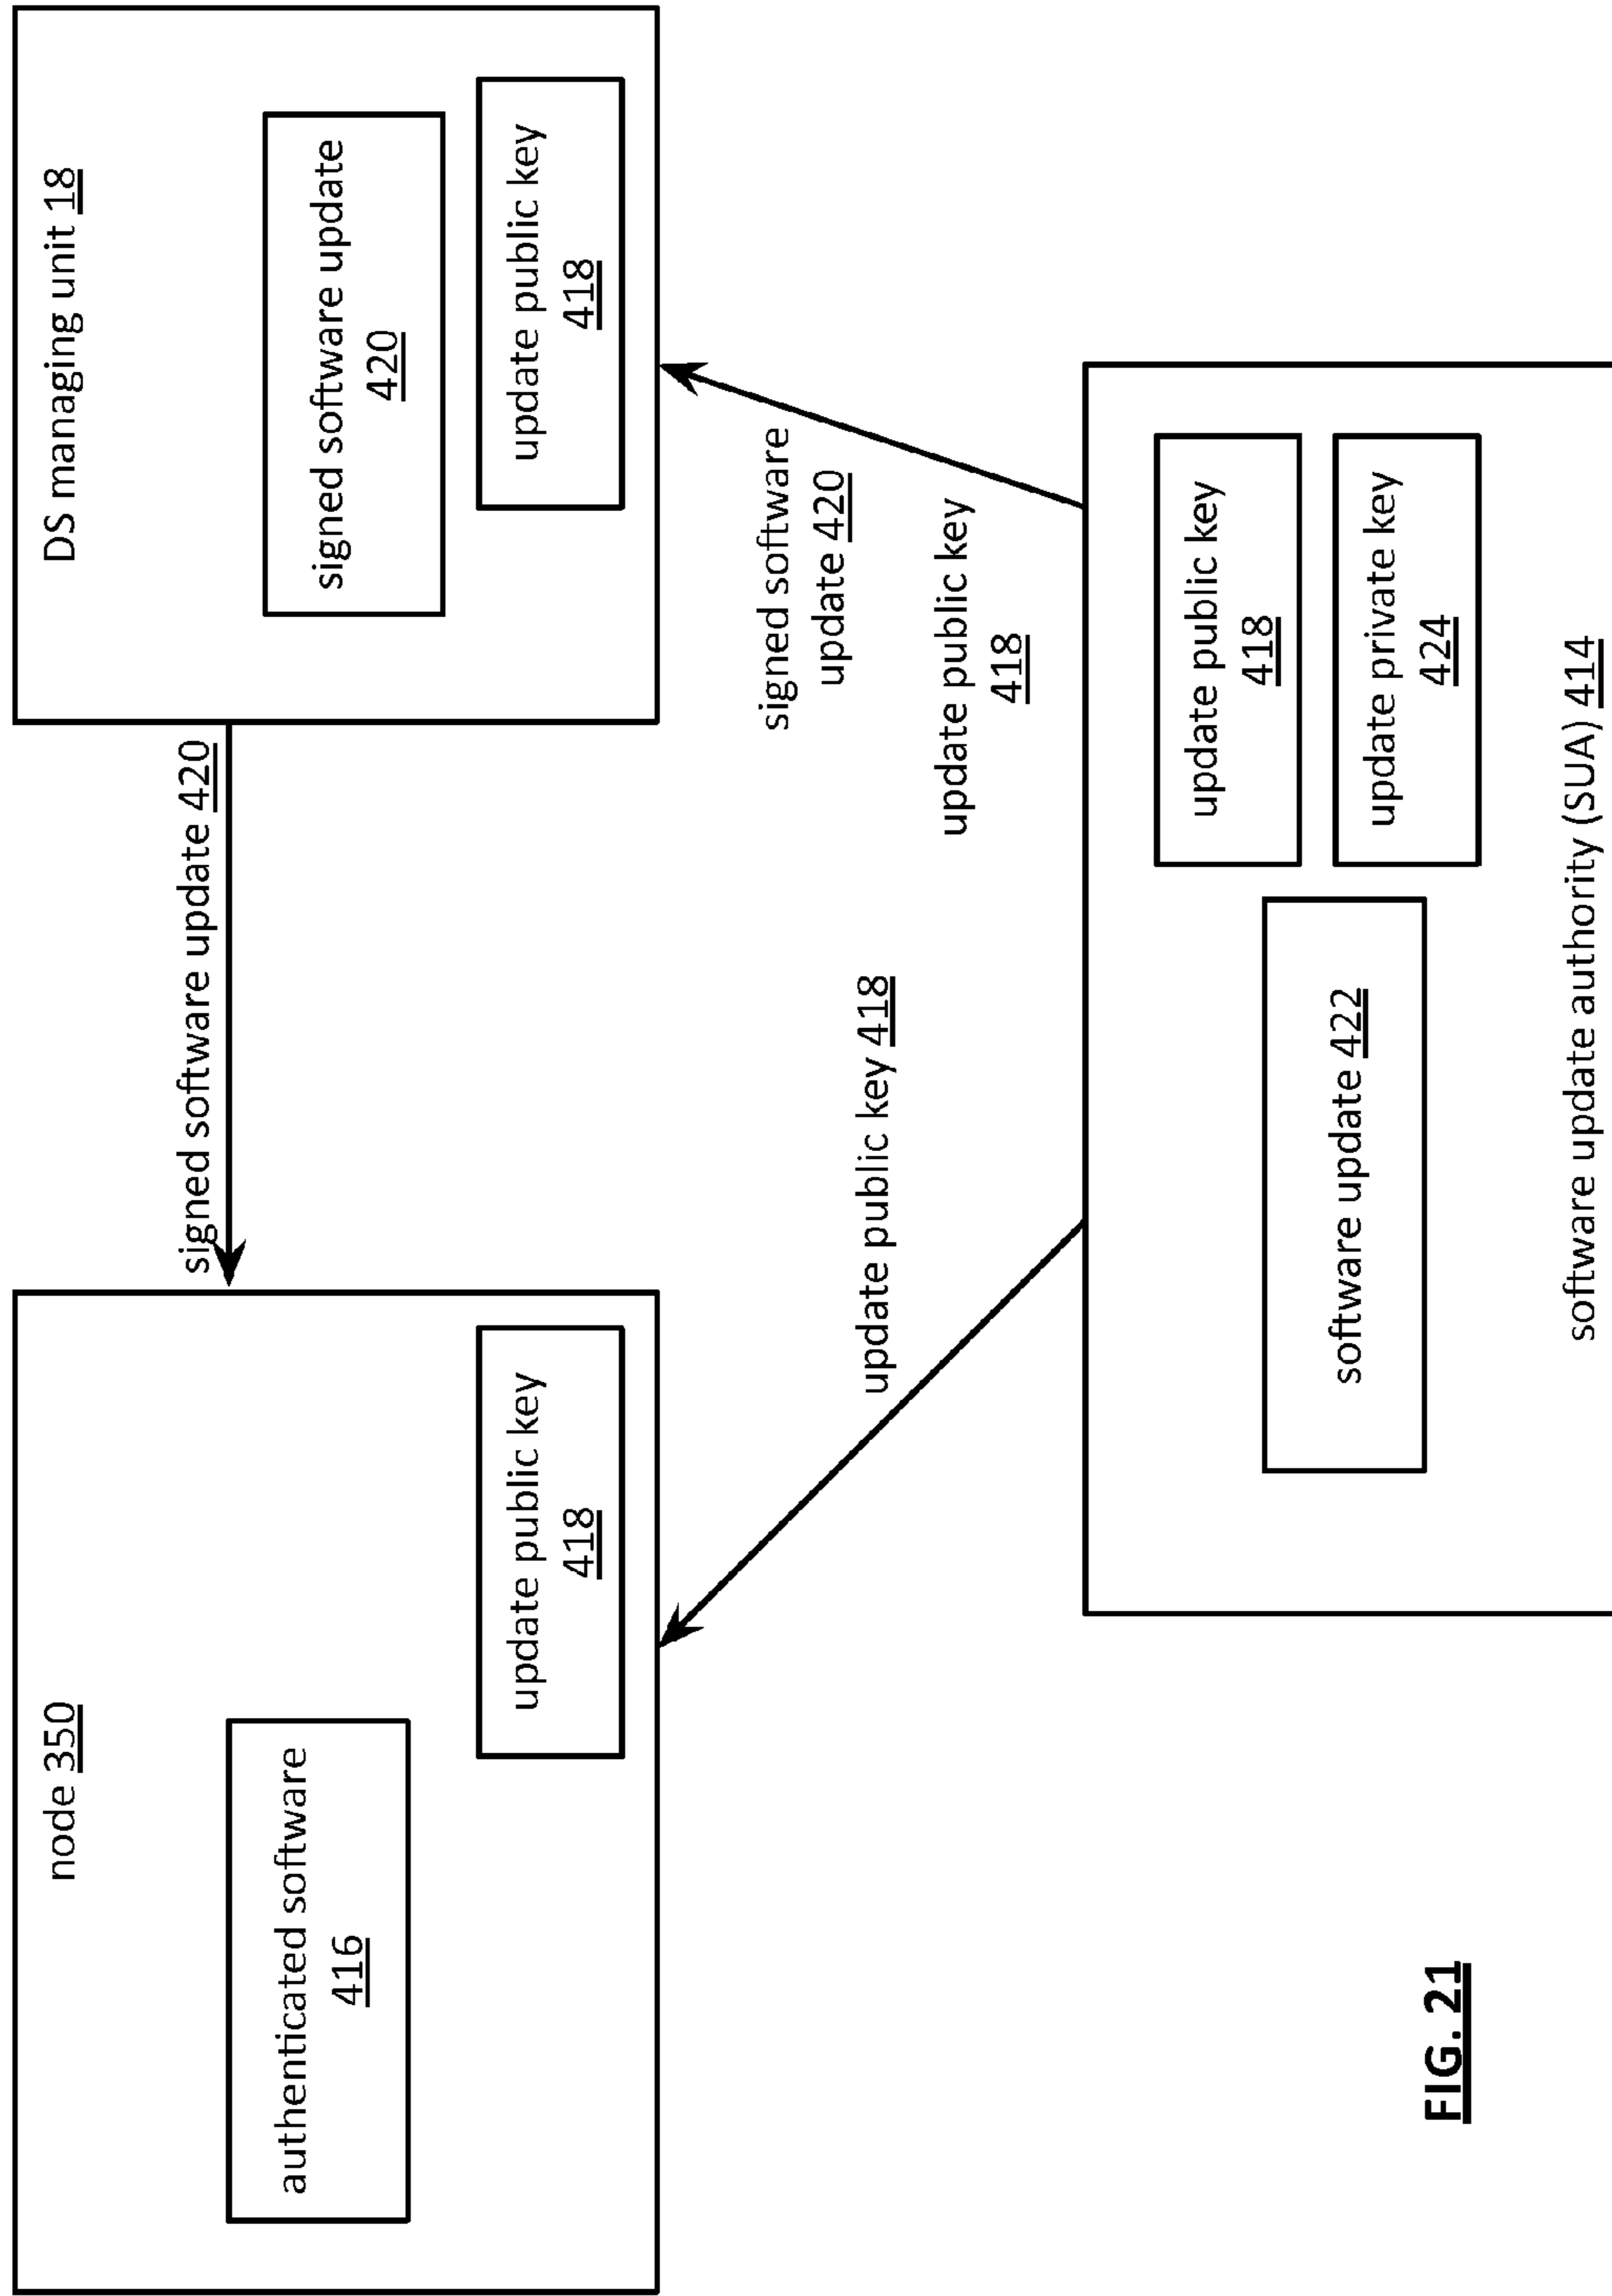 node 350
authenticated software
416
update public key
418
signed software update 420
DS managing unit 18
signed software update
420
update public key
418
update public key 418
signed software
update 420
update public key
418
software update 422
update public key
418
update private key
424
software update authority (SUA) 414
FIG. 21